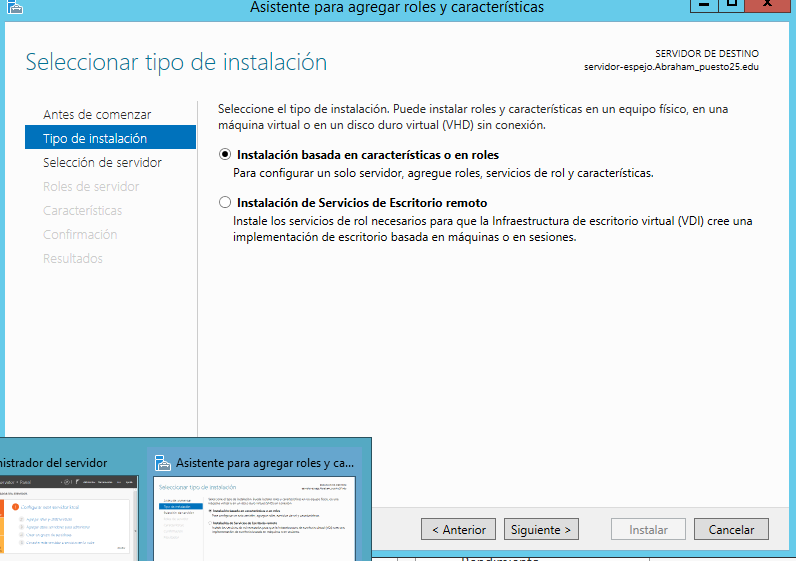 Asistente para agregar roles y características
Seleccionar tipo de instalación
SERVIDOR DE DESTINO
servidor-espejo.Abraham_puesto25.edu
Antes de comenzar
Tipo de instalación
Selección de servidor
Roles de servidor
Características
Confirmación
Resultados
Seleccione el tipo de instalación. Puede instalar roles y características en un equipo físico, en una
máquina virtual o en un disco duro virtual (VHD) sin conexión.
Instalación basada en características o en roles
Para configurar un solo servidor, agregue roles, servicios de rol y características.
Instalación de Servicios de Escritorio remoto
Instale los servicios de rol necesarios para que la Infraestructura de escritorio virtual (VDI) cree una
implementación de escritorio basada en máquinas o en sesiones.
nistrador del servidor
Asistente para agregar roles y ca...
Seleccionar tipo de instalación
< Anterior
Siguiente >
Instalar
Cancelar